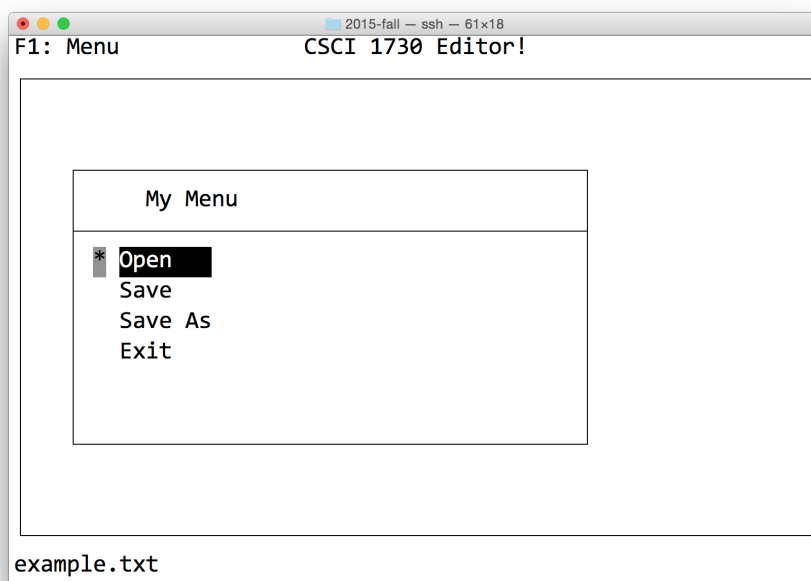 2015-fall — ssh — 61×18
F1: Menu CSCI 1730 Editor!
My Menu
* Open
Save
Save As
Exit
example.txt